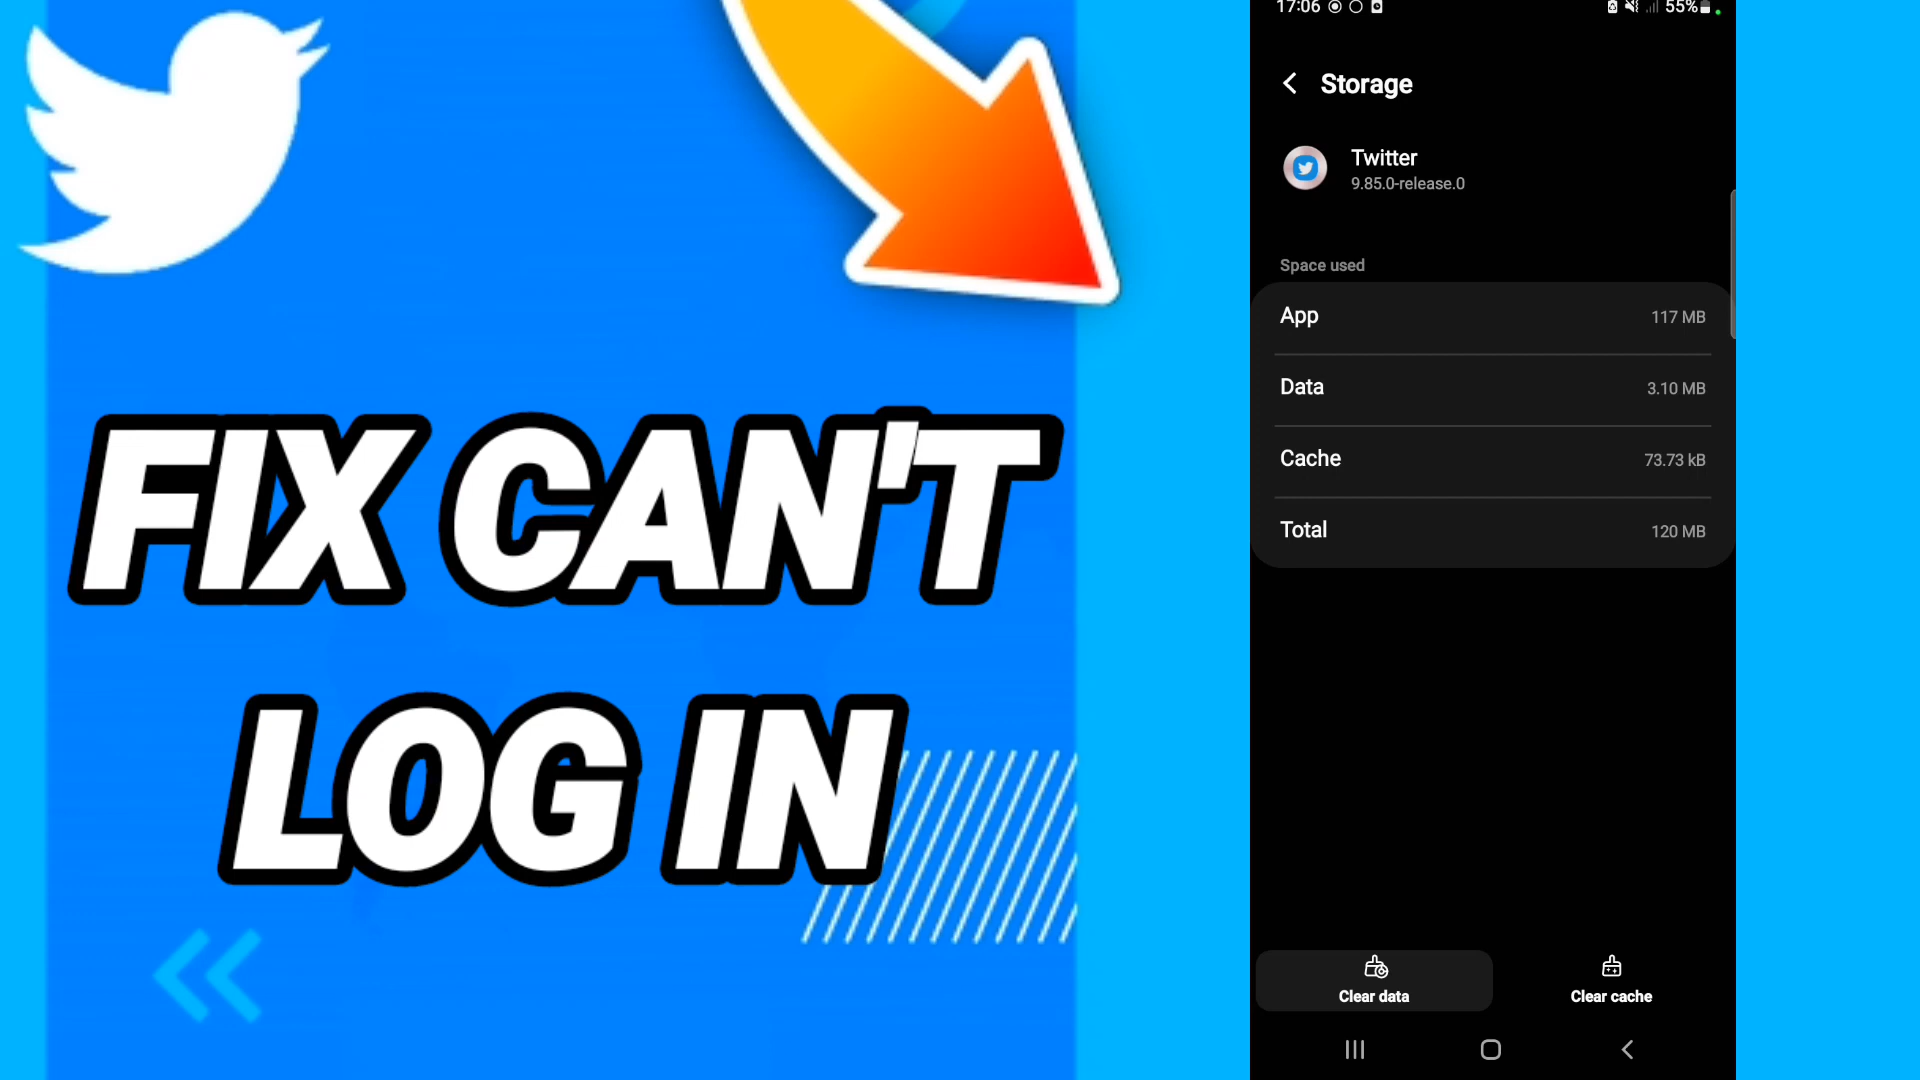 FIX CAN'T
LOG IN
17:06
55%
Storage
Twitter
9.85.0-release.0
Space used
App 117 MB
Data 3.10 MB
Cache 73.73 kB
Total 120 MB
Clear data Clear cache